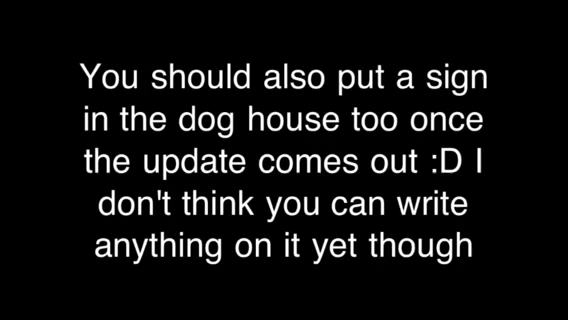 You should also put a sign
in the dog house too once
the update comes out :D I
don't think you can write
anything on it yet though